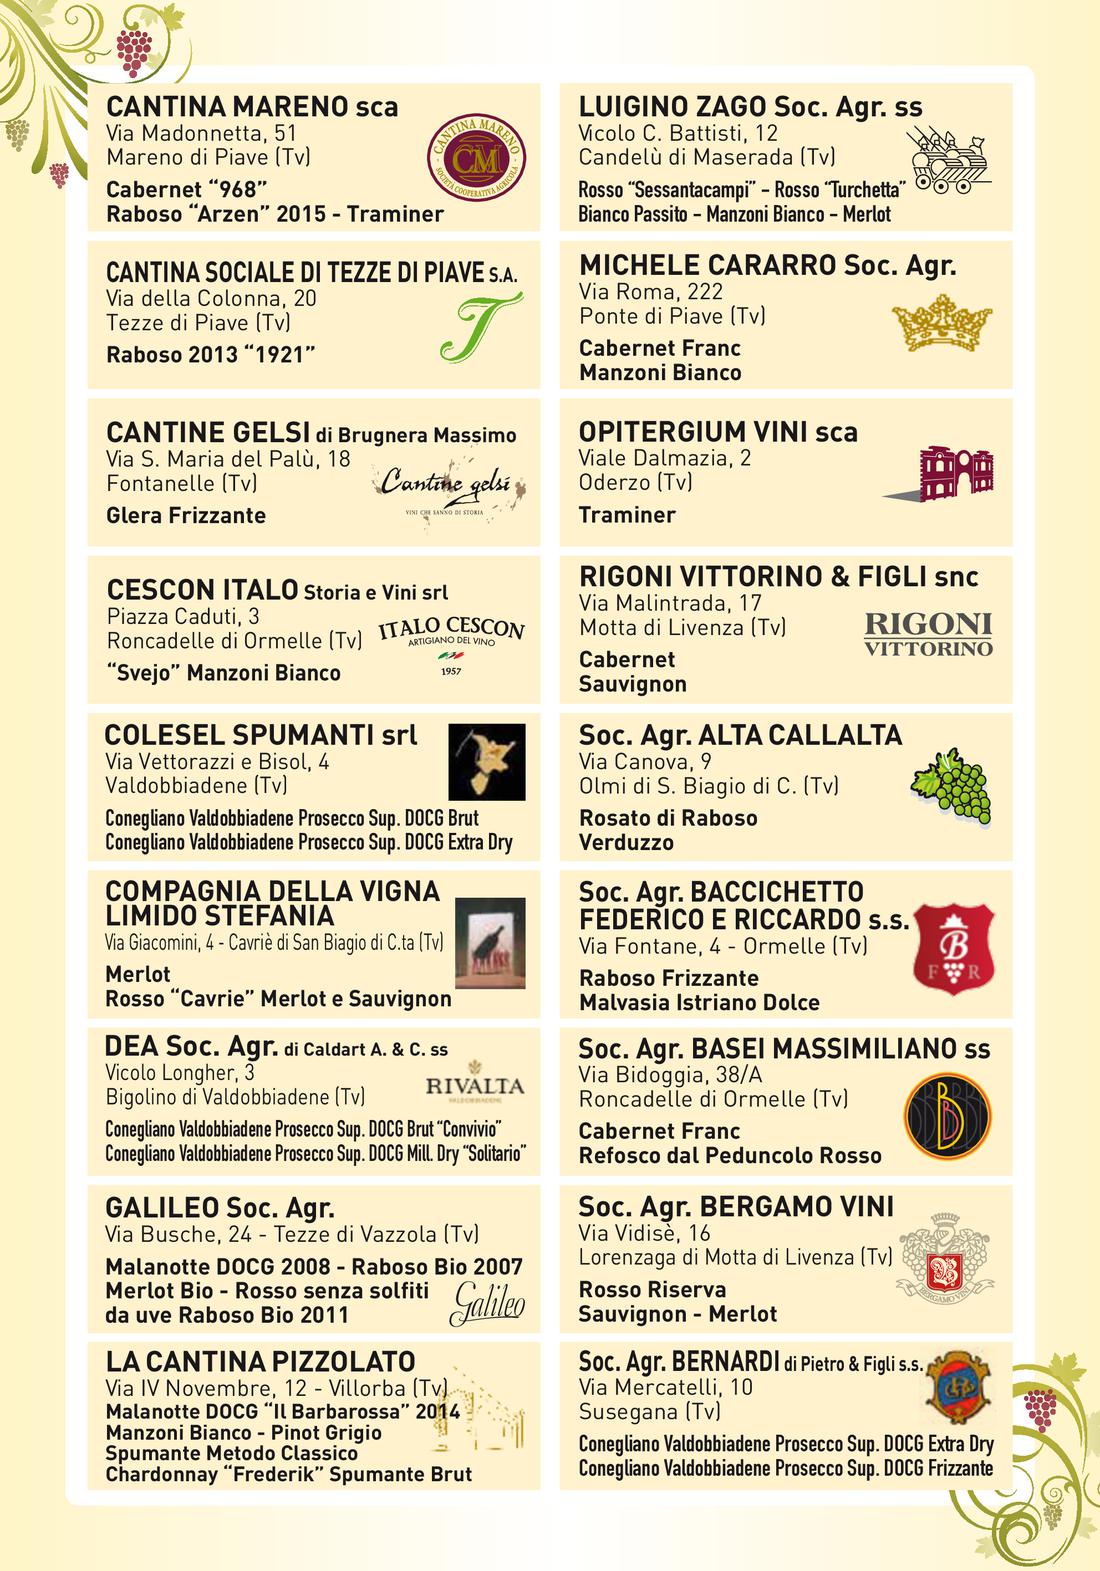 CANTINA MARENO sca
Via Madonnetta, 51
Mareno di Piave (Tv)
Cabernet “968”
Raboso “Arzen” 2015 - Traminer
CANTINA MARENO
CM
SOCIETÀ COOPERATIVA AGRICOLA
CANTINA SOCIALE DI TEZZE DI PIAVE S.A.
Via della Colonna, 20
Tezze di Piave (Tv)
Raboso 2013 “1921”
T
CANTINE GELSI di Brugnera Massimo
Via S. Maria del Palù, 18
Fontanelle (Tv)
Glera Frizzante
Cantine gelsi
VINI CHE SANNO DI STORIA
CESCON ITALO Storia e Vini srl
Piazza Caduti, 3
Roncadelle di Ormelle (Tv)
“Svejo” Manzoni Bianco
ITALO CESCON
ARTIGIANO DEL VINO
1957
COLESEL SPUMANTI srl
Via Vettorazzi e Bisol, 4
Valdobbiadene (Tv)
Conegliano Valdobbiadene Prosecco Sup. DOCG Brut
Conegliano Valdobbiadene Prosecco Sup. DOCG Extra Dry
COMPAGNIA DELLA VIGNA
LIMIDO STEFANIA
Via Giacomini, 4 - Cavriè di San Biagio di C.ta (Tv)
Merlot
Rosso “Cavrie” Merlot e Sauvignon
DEA Soc. Agr. di Caldart A. & C. ss
Vicolo Longher, 3
Bigolino di Valdobbiadene (Tv)
Conegliano Valdobbiadene Prosecco Sup. DOCG Brut “Convivio”
Conegliano Valdobbiadene Prosecco Sup. DOCG Mill. Dry “Solitario”
RIVALTA
VALDOBBIADENE
GALILEO Soc. Agr.
Via Busche, 24 - Tezze di Vazzola (Tv)
Malanotte DOCG 2008 - Raboso Bio 2007
Merlot Bio - Rosso senza solfiti
da uve Raboso Bio 2011
Galileo
LA CANTINA PIZZOLATO
Via IV Novembre, 12 - Villorba (Tv)
Malanotte DOCG “Il Barbarossa” 2014
Manzoni Bianco - Pinot Grigio
Spumante Metodo Classico
Chardonnay “Frederik” Spumante Brut
LUIGINO ZAGO Soc. Agr. ss
Vicolo C. Battisti, 12
Candelù di Maserada (Tv)
Rosso “Sessantacampi” – Rosso “Turchetta”
Bianco Passito – Manzoni Bianco – Merlot
MICHELE CARARRO Soc. Agr.
Via Roma, 222
Ponte di Piave (Tv)
Cabernet Franc
Manzoni Bianco
OPITERGIUM VINI sca
Viale Dalmazia, 2
Oderzo (Tv)
Traminer
RIGONI VITTORINO & FIGLI snc
Via Malintrada, 17
Motta di Livenza (Tv)
Cabernet
Sauvignon
RIGONI
VITTORINO
Soc. Agr. ALTA CALLALTA
Via Canova, 9
Olmi di S. Biagio di C. (Tv)
Rosato di Raboso
Verduzzo
Soc. Agr. BACCICHETTO
FEDERICO E RICCARDO s.s.
Via Fontane, 4 - Ormelle (Tv)
Raboso Frizzante
Malvasia Istriano Dolce
B
F R
Soc. Agr. BASEI MASSIMILIANO ss
Via Bidoggia, 38/A
Roncadelle di Ormelle (Tv)
Cabernet Franc
Refosco dal Peduncolo Rosso
Soc. Agr. BERGAMO VINI
Via Vidisè, 16
Lorenzaga di Motta di Livenza (Tv)
Rosso Riserva
Sauvignon - Merlot
B
BERGAMO VINI
Soc. Agr. BERNARDI di Pietro & Figli s.s.
Via Mercatelli, 10
Susegana (Tv)
Conegliano Valdobbiadene Prosecco Sup. DOCG Extra Dry
Conegliano Valdobbiadene Prosecco Sup. DOCG Frizzante